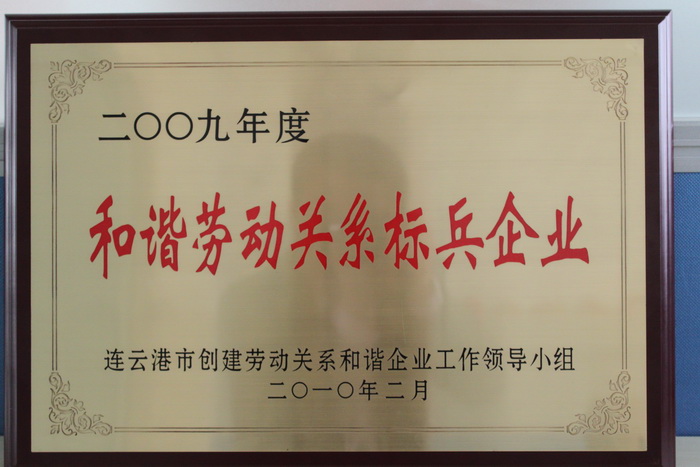 二〇〇九年度
和谐劳动关系标兵企业
连云港市创建劳动关系和谐企业工作领导小组
二〇一〇年二月